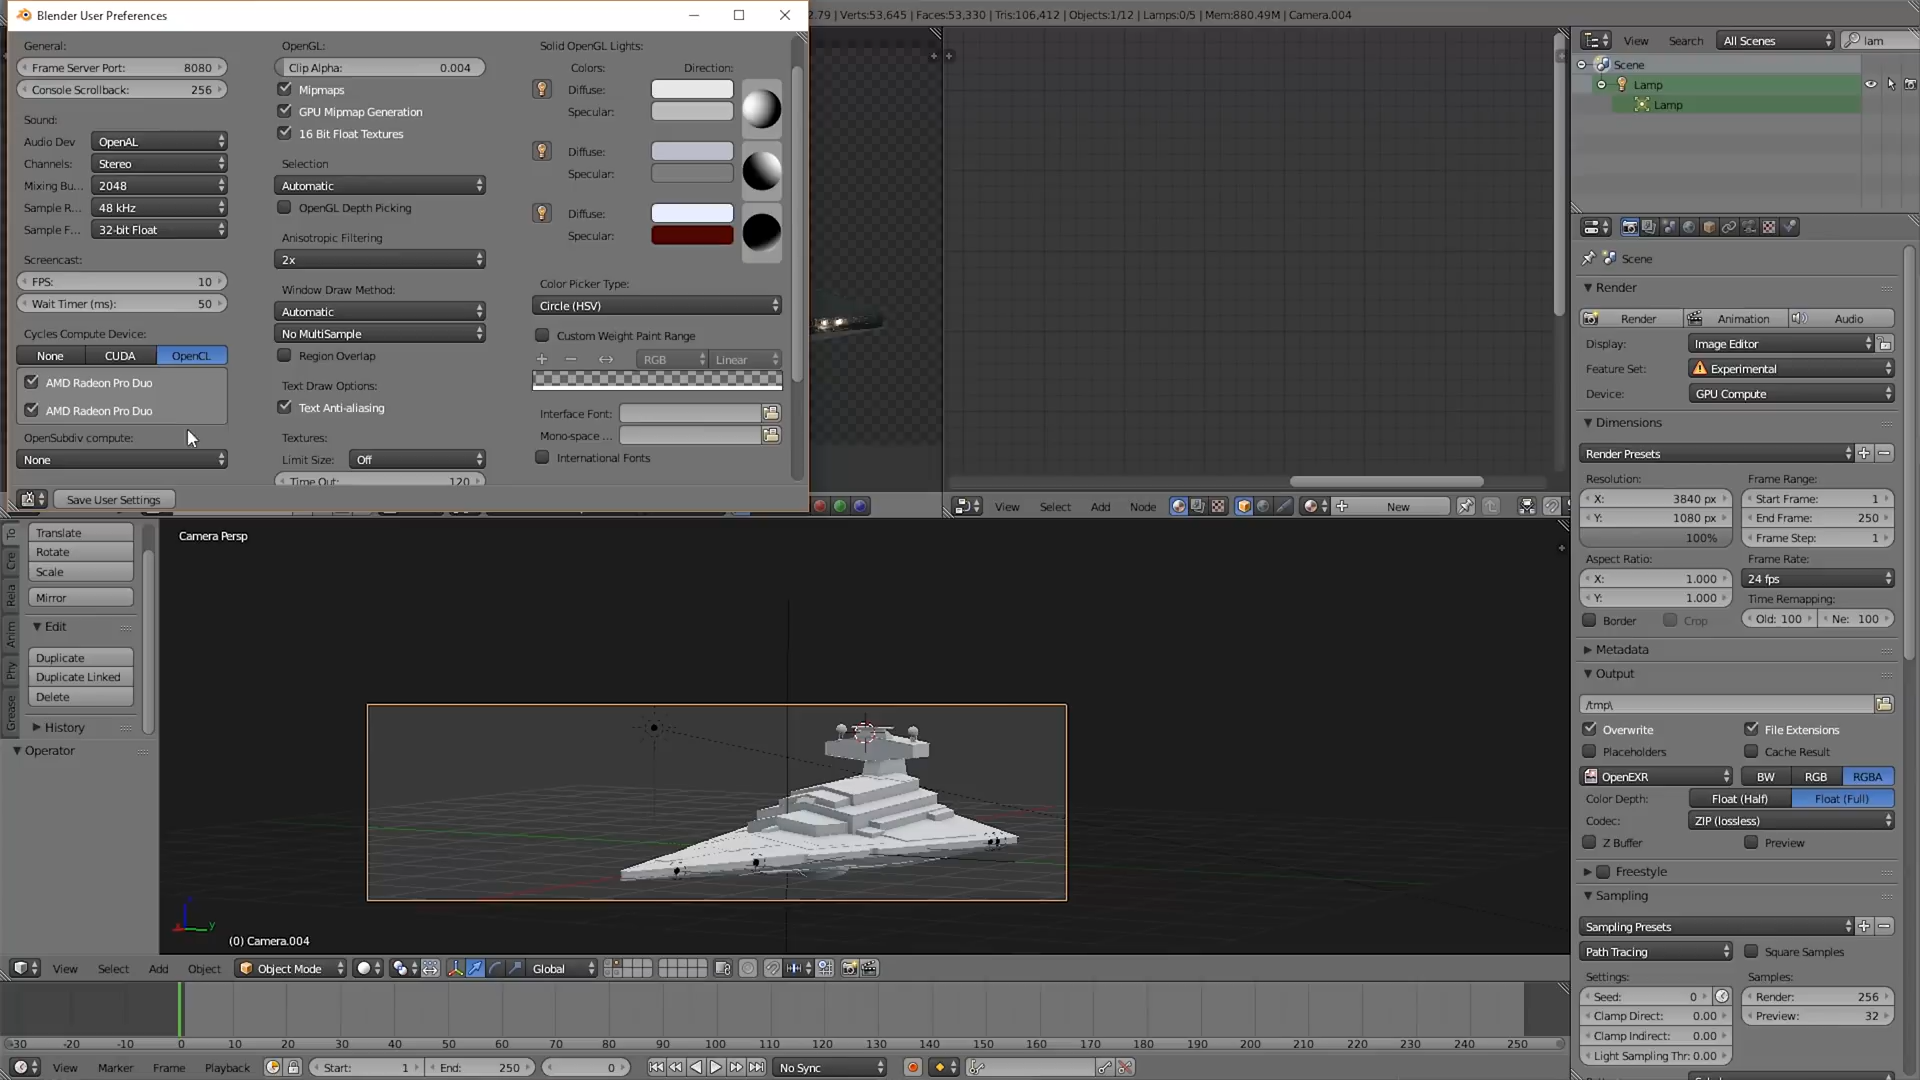 Blender User Preferences
2.79 | Verts:53,645 | Faces:53,330 | Tris:106,412 | Objects:1/12 | Lamps:0/5 | Mem:880.49M | Camera.004
General:
Frame Server Port: 8080
Console Scrollback: 256
Sound:
Audio Dev OpenAL
Channels: Stereo
Mixing Bu... 2048
Sample R... 48 kHz
Sample F... 32-bit Float
Screencast:
FPS: 10
Wait Timer (ms): 50
Cycles Compute Device:
None CUDA OpenCL
AMD Radeon Pro Duo
AMD Radeon Pro Duo
OpenSubdiv compute:
None
OpenGL:
Clip Alpha: 0.004
Mipmaps
GPU Mipmap Generation
16 Bit Float Textures
Selection
Automatic
OpenGL Depth Picking
Anisotropic Filtering
2x
Window Draw Method:
Automatic
No MultiSample
Region Overlap
Text Draw Options:
Text Anti-aliasing
Textures:
Limit Size: Off
Time Out: 120
Solid OpenGL Lights:
Colors: Direction:
Diffuse:
Specular:
Diffuse:
Specular:
Diffuse:
Specular:
Color Picker Type:
Circle (HSV)
Custom Weight Paint Range
RGB Linear
Interface Font:
Mono-space ...
International Fonts
Save User Settings
View Select Add Node New
View Search All Scenes lam
Scene
Lamp
Lamp
Scene
Render
Render Animation Audio
Display: Image Editor
Feature Set: Experimental
Device: GPU Compute
Dimensions
Render Presets
Resolution: Frame Range:
X: 3840 px Start Frame: 1
Y: 1080 px End Frame: 250
100% Frame Step: 1
Aspect Ratio: Frame Rate:
X: 1.000 24 fps
Y: 1.000 Time Remapping:
Border Crop Old: 100 Ne: 100
Metadata
Output
/tmp\
Overwrite File Extensions
Placeholders Cache Result
OpenEXR BW RGB RGBA
Color Depth: Float (Half) Float (Full)
Codec: ZIP (lossless)
Z Buffer Preview
Freestyle
Sampling
Sampling Presets
Path Tracing Square Samples
Settings: Samples:
Seed: 0 Render: 256
Clamp Direct: 0.00 Preview: 32
Clamp Indirect: 0.00
Light Sampling Thr: 0.00
To
Cre
Rela
Anim
Phy
Grease
Translate
Rotate
Scale
Mirror
Edit
Duplicate
Duplicate Linked
Delete
History
Operator
Camera Persp
(0) Camera.004
View Select Add Object Object Mode Global
-30 -20 -10 0 10 20 30 40 50 60 70 80 90 100 110 120 130 140 150 160 170 180 190 200 210 220 230 240 250
View Marker Frame Playback Start: 1 End: 250 0 No Sync